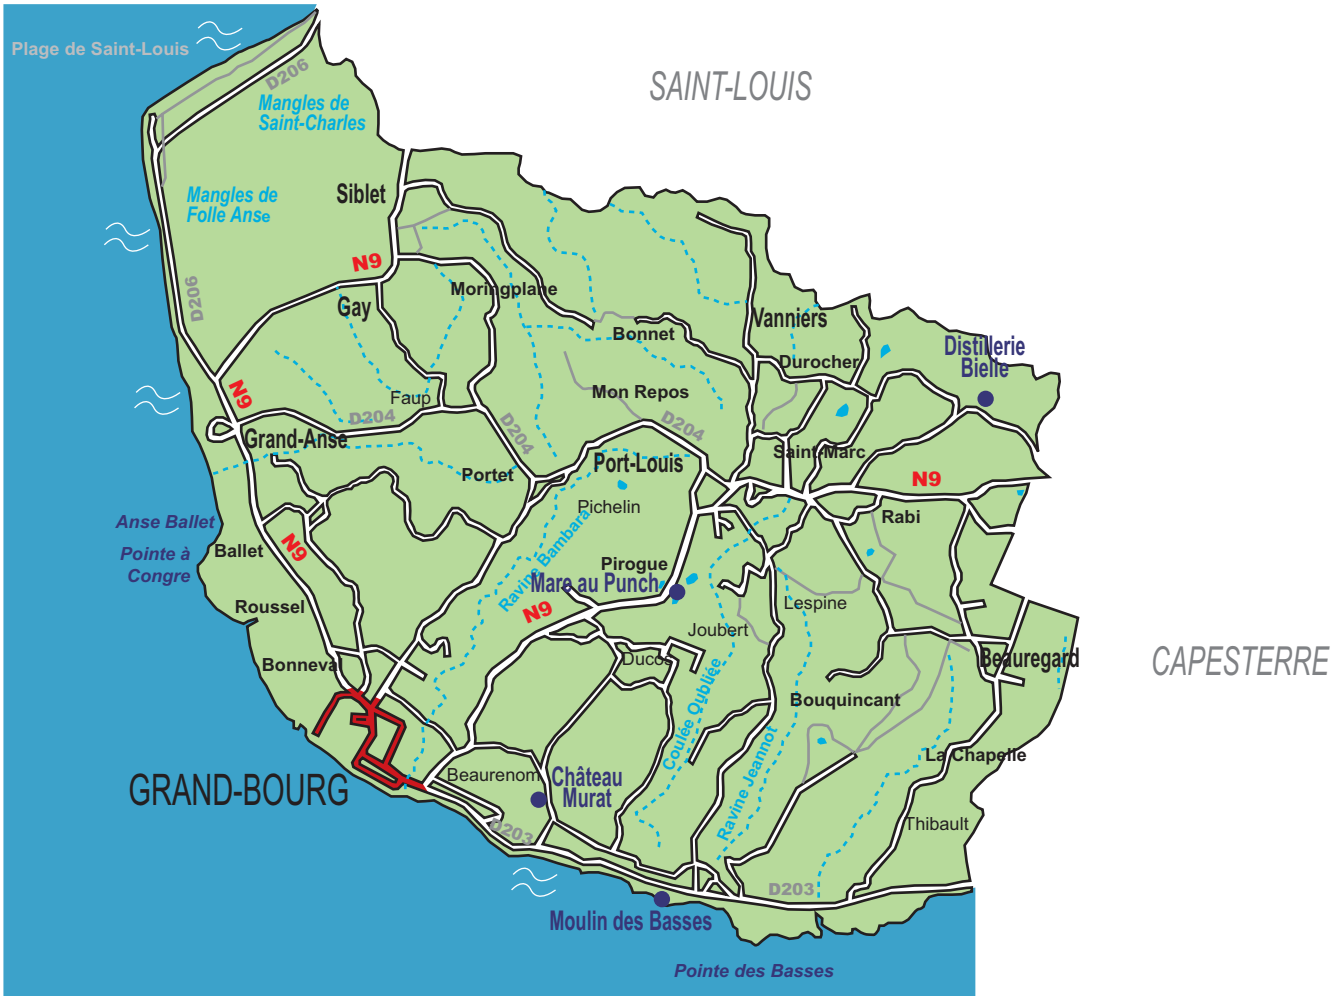 Plage de Saint-Louis
D206
SAINT-LOUIS
Mangles de
Saint-Charles
Siblet
Mangles de
Folle Anse
N9
D206
Moringplane
Gay
Vanniers
Bonnet
Distillerie
Bielle
Durocher
N9
Faup
Mon Repos
D204
D204
D204
Grand-Anse
Saint-Marc
Port-Louis
Portet
N9
Pichelin
Rabi
Anse Ballet
Ballet
Pointe à
Congre
N9
Ravine Bambara
Pirogue
Mare au Punch
Roussel
N9
Lespine
Joubert
Bonneval
Ducos
Beauregard
CAPESTERRE
Coulée Oubliée
Bouquincant
Ravine Jeannot
La Chapelle
GRAND-BOURG
Beaurenom
Château
Murat
Thibault
D203
D203
Moulin des Basses
Pointe des Basses